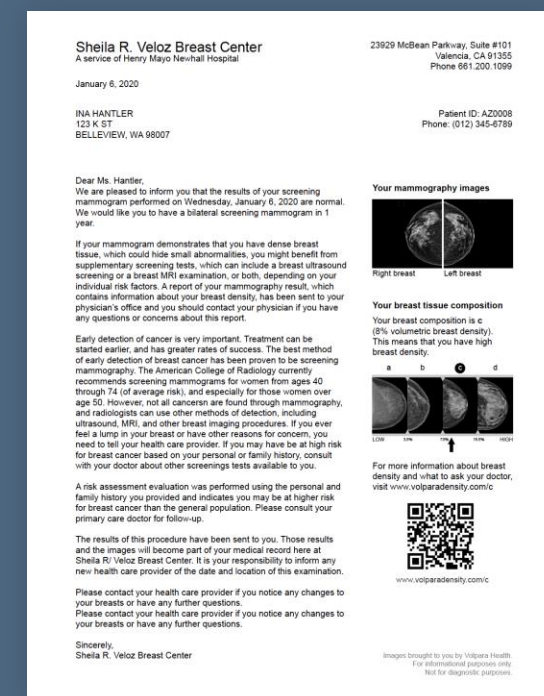 Sheila R. Veloz Breast Center
A service of Henry Mayo Newhall Hospital
23929 McBean Parkway, Suite #101
Valencia, CA 91355
Phone 661.200.1099
January 6, 2020
INA HANTLER
123 K ST
BELLEVIEW, WA 98007
Patient ID: AZ0008
Phone: (012) 345-6789
Dear Ms. Hantler,
We are pleased to inform you that the results of your screening
mammogram performed on Wednesday, January 6, 2020 are normal.
We would like you to have a bilateral screening mammogram in 1
year.
If your mammogram demonstrates that you have dense breast
tissue, which could hide small abnormalities, you might benefit from
supplementary screening tests, which can include a breast ultrasound
screening or a breast MRI examination, or both, depending on your
individual risk factors. A report of your mammography result, which
contains information about your breast density, has been sent to your
physician's office and you should contact your physician if you have
any questions or concerns about this report.
Early detection of cancer is very important. Treatment can be
started earlier, and has greater rates of success. The best method
of early detection of breast cancer has been proven to be screening
mammography. The American College of Radiology currently
recommends screening mammograms for women from ages 40
through 74 (of average risk), and especially for those women over
age 50. However, not all cancersn are found through mammography,
and radiologists can use other methods of detection, including
ultrasound, MRI, and other breast imaging procedures. If you ever
feel a lump in your breast or have other reasons for concern, you
need to tell your health care provider. If you may be at high risk
for breast cancer based on your personal or family history, consult
with your doctor about other screenings tests available to you.
A risk assessment evaluation was performed using the personal and
family history you provided and indicates you may be at higher risk
for breast cancer than the general population. Please consult your
primary care doctor for follow-up.
The results of this procedure have been sent to you. Those results
and the images will become part of your medical record here at
Sheila R/ Veloz Breast Center. It is your responsibility to inform any
new health care provider of the date and location of this examination.
Please contact your health care provider if you notice any changes to
your breasts or have any further questions.
Please contact your health care provider if you notice any changes to
your breasts or have any further questions.
Sincerely,
Sheila R. Veloz Breast Center
Your mammography images
Right breast
Left breast
Your breast tissue composition
Your breast composition is c
(8% volumetric breast density).
This means that you have high
breast density.
a b c d
LOW HIGH
For more information about breast
density and what to ask your doctor,
visit www.volparadensity.com/c
www.volparadensity.com/c
Images brought to you by Volpara Health.
For informational purposes only.
Not for diagnostic purposes.